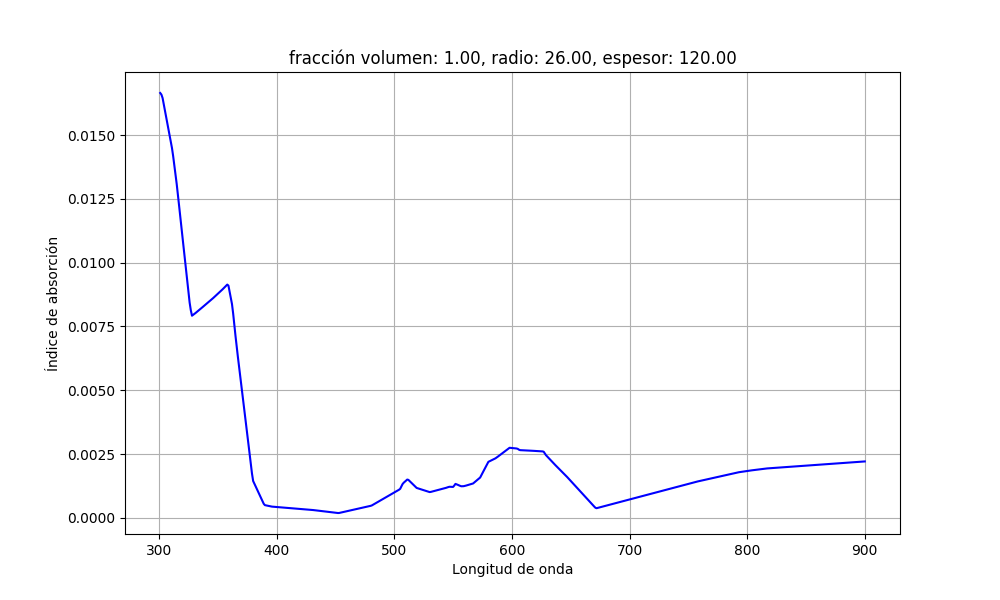 fracción volumen: 1.00, radio: 26.00, espesor: 120.00
Índice de absorción
0.0150
0.0125
0.0100
0.0075
0.0050
0.0025
0.0000
300 400 500 600 700 800 900
Longitud de onda